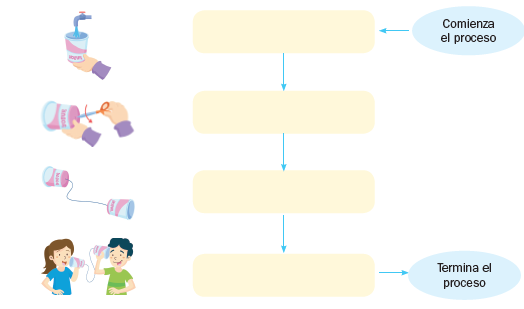 Comienza
el proceso
Termina el
proceso